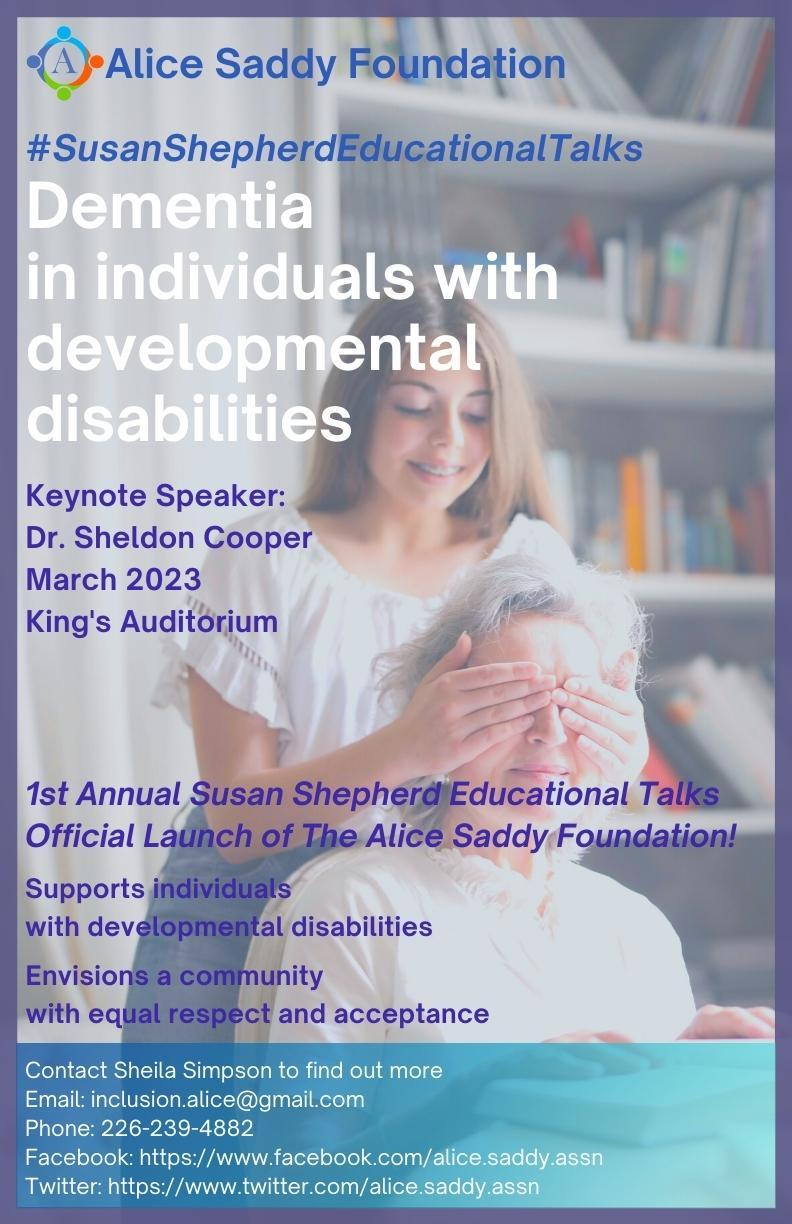 A
Alice Saddy Foundation
#SusanShepherdEducationalTalks
Dementia
in individuals with
developmental
disabilities
Keynote Speaker:
Dr. Sheldon Cooper
March 2023
King's Auditorium
1st Annual Susan Shepherd Educational Talks
Official Launch of The Alice Saddy Foundation!
Supports individuals
with developmental disabilities
Envisions a community
with equal respect and acceptance
Contact Sheila Simpson to find out more
Email: inclusion.alice@gmail.com
Phone: 226-239-4882
Facebook: https://www.facebook.com/alice.saddy.assn
Twitter: https://www.twitter.com/alice.saddy.assn